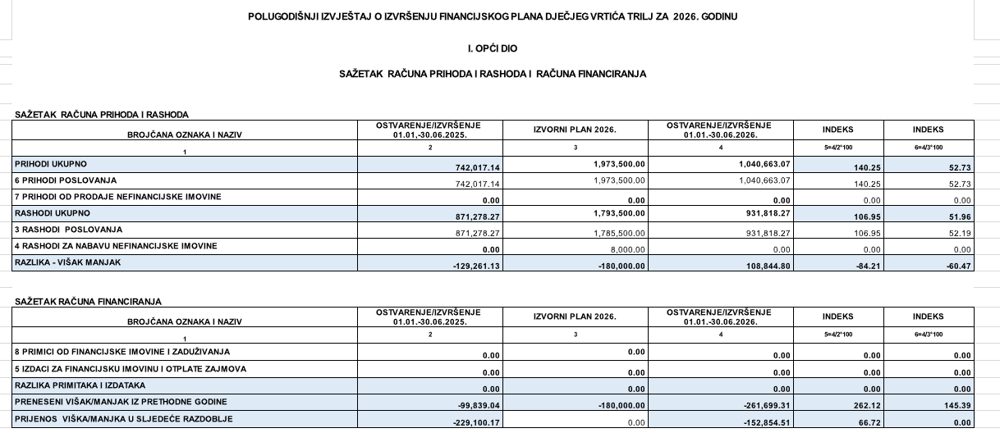 POLUGODIŠNJI IZVJEŠTAJ O IZVRŠENJU FINANCIJSKOG PLANA DJEČJEG VRTIĆA TRILJ ZA 2026. GODINU
I. OPĆI DIO
SAŽETAK RAČUNA PRIHODA I RASHODA I RAČUNA FINANCIRANJA
SAŽETAK RAČUNA PRIHODA I RASHODA
BROJČANA OZNAKA I NAZIV OSTVARENJE/IZVRŠENJE 01.01,-30.06.2025. IZVORNI PLAN 2026. OSTVARENJE/IZVRŠENJE 01.01.-30.06.2026. INDEKS INDEKS
1 2 3 4 5=4/2*100 6=4/3*100
PRIHODI UKUPNO 742,017.14 1,973,500.00 1,040,663.07 140.25 52.73
6 PRIHODI POSLOVANJA 742,017.14 1,973,500.00 1,040,663.07 140.25 52.73
7 PRIHODI OD PRODAJE NEFINANCIJSKE IMOVINE 0.00 0.00 0.00 0.00 0.00
RASHODI UKUPNO 871,278.27 1,793,500.00 931,818.27 106.95 51.96
3 RASHODI POSLOVANJA 871,278.27 1,785,500.00 931,818.27 106.95 52.19
4 RASHODI ZA NABAVU NEFINANCIJSKE IMOVINE 0.00 8,000.00 0.00 0.00 0.00
RAZLIKA - VIŠAK MANJAK -129,261.13 -180,000.00 108,844.80 -84.21 -60.47
SAŽETAK RAČUNA FINANCIRANJA
BROJČANA OZNAKA I NAZIV OSTVARENJE/IZVRŠENJE 01.01.-30.06.2025. IZVORNI PLAN 2026. OSTVARENJE/IZVRŠENJE 01.01.-30.06.2026. INDEKS INDEKS
1 2 3 4 5=4/2*100 6=4/3*100
8 PRIMICI OD FINANCIJSKE IMOVINE I ZADUŽIVANJA 0.00 0.00 0.00 0.00 0.00
5 IZDACI ZA FINANCIJSKU IMOVINU I OTPLATE ZAJMOVA 0.00 0.00 0.00 0.00 0.00
RAZLIKA PRIMITAKA I IZDATAKA 0.00 0.00 0.00 0.00 0.00
PRENESENI VIŠAK/MANJAK IZ PRETHODNE GODINE -99,839.04 -180,000.00 -261,699.31 262.12 145.39
PRIJENOS VIŠKA/MANJKA U SLJEDEĆE RAZDOBLJE -229,100.17 0.00 -152,854.51 66.72 0.00